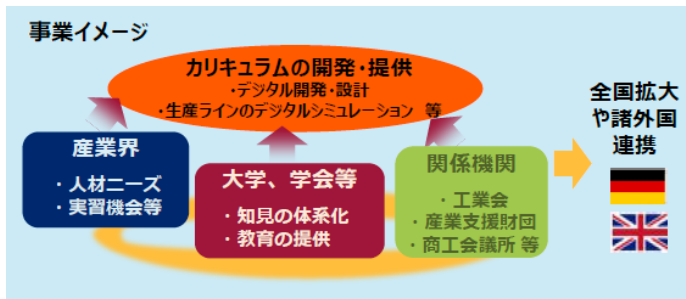 事業イメージ
カリキュラムの開発・提供
・デジタル開発・設計
・生産ラインのデジタルシミュレーション 等
産業界
・人材ニーズ
・実習機会等
大学、学会等
・知見の体系化
・教育の提供
関係機関
・工業会
・産業支援財団
・商工会議所 等
全国拡大
や諸外国
連携